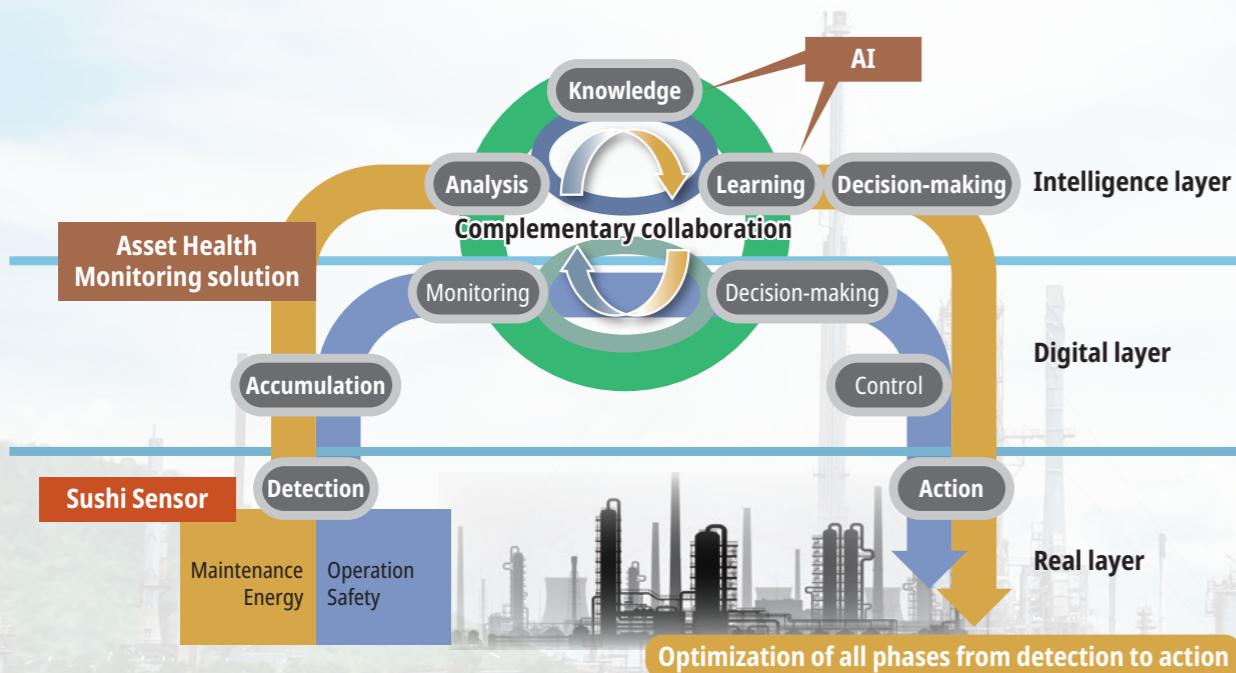 AI
Knowledge
Analysis
Learning
Decision-making
Intelligence layer
Complementary collaboration
Asset Health
Monitoring solution
Monitoring
Decision-making
Digital layer
Accumulation
Control
Sushi Sensor
Detection
Action
Maintenance
Energy
Operation
Safety
Real layer
Optimization of all phases from detection to action